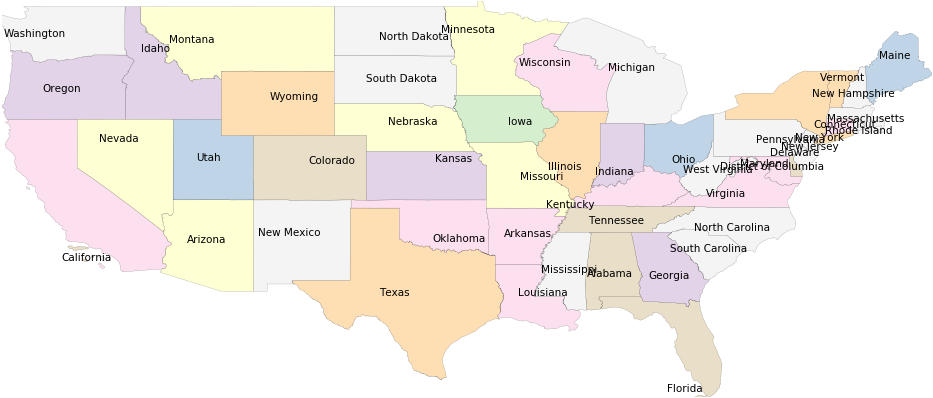 Washington
Idaho
Montana
North Dakota
Minnesota
Wisconsin
Michigan
Maine
Vermont
New Hampshire
Oregon
Wyoming
South Dakota
Nebraska
Iowa
Massachusetts
Connecticut
Rhode Island
Nevada
Utah
Colorado
Kansas
Missouri
Illinois
Indiana
Ohio
Pennsylvania
New York
New Jersey
Delaware
Maryland
District of Columbia
West Virginia
Virginia
Kentucky
California
Arizona
New Mexico
Oklahoma
Arkansas
Tennessee
North Carolina
South Carolina
Texas
Louisiana
Mississippi
Alabama
Georgia
Florida